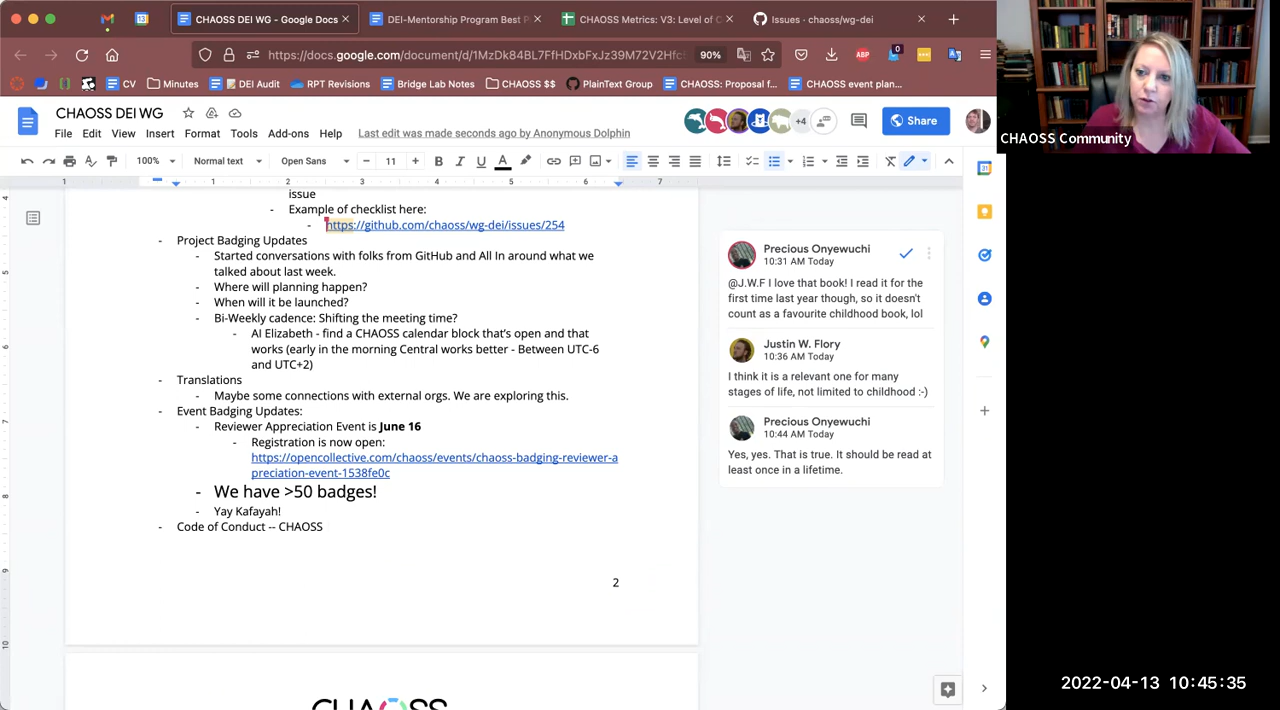 CHAOSS DEI WG - Google Docs
DEI-Mentorship Program Best P
CHAOSS Metrics: V3: Level of C
Issues · chaoss/wg-dei
https://docs.google.com/document/d/1MzDk84BL7FfHDxbFxJz39M72V2Hfc
90%
ABP
0
CV
Minutes
DEI Audit
RPT Revisions
Bridge Lab Notes
CHAOSS $$
PlainText Group
CHAOSS: Proposal f…
CHAOSS event plan…
CHAOSS DEI WG
File Edit View Insert Format Tools Add-ons Help
Last edit was made seconds ago by Anonymous Dolphin
+4
Share
100%
Normal text
Open Sans
11
B I U A
1 1 2 3 4 5 6 7
issue
- Example of checklist here:
- https://github.com/chaoss/wg-dei/issues/254
- Project Badging Updates
- Started conversations with folks from GitHub and All In around what we
talked about last week.
- Where will planning happen?
- When will it be launched?
- Bi-Weekly cadence: Shifting the meeting time?
- AI Elizabeth - find a CHAOSS calendar block that's open and that
works (early in the morning Central works better - Between UTC-6
and UTC+2)
- Translations
- Maybe some connections with external orgs. We are exploring this.
- Event Badging Updates:
- Reviewer Appreciation Event is June 16
- Registration is now open:
https://opencollective.com/chaoss/events/chaoss-badging-reviewer-a
preciation-event-1538fe0c
- We have >50 badges!
- Yay Kafayah!
- Code of Conduct -- CHAOSS
2
CHAOSS
Precious Onyewuchi
10:31 AM Today
@J.W.F I love that book! I read it for the
first time last year though, so it doesn't
count as a favourite childhood book, lol
Justin W. Flory
10:36 AM Today
I think it is a relevant one for many
stages of life, not limited to childhood :-)
Precious Onyewuchi
10:44 AM Today
Yes, yes. That is true. It should be read at
least once in a lifetime.
CHAOSS Community
2022-04-13 10:45:35